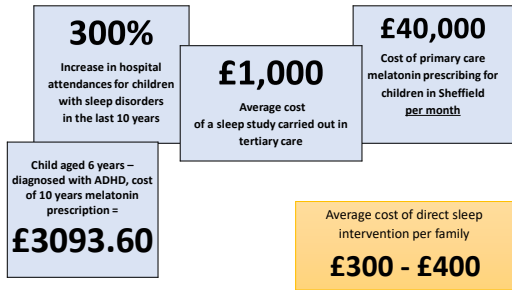 300%
Increase in hospital
attendances for children
with sleep disorders
in the last 10 years
£1,000
Average cost
of a sleep study carried out in
tertiary care
£40,000
Cost of primary care
melatonin prescribing for
children in Sheffield
per month
Child aged 6 years –
diagnosed with ADHD, cost
of 10 years melatonin
prescription =
£3093.60
Average cost of direct sleep
intervention per family
£300 - £400